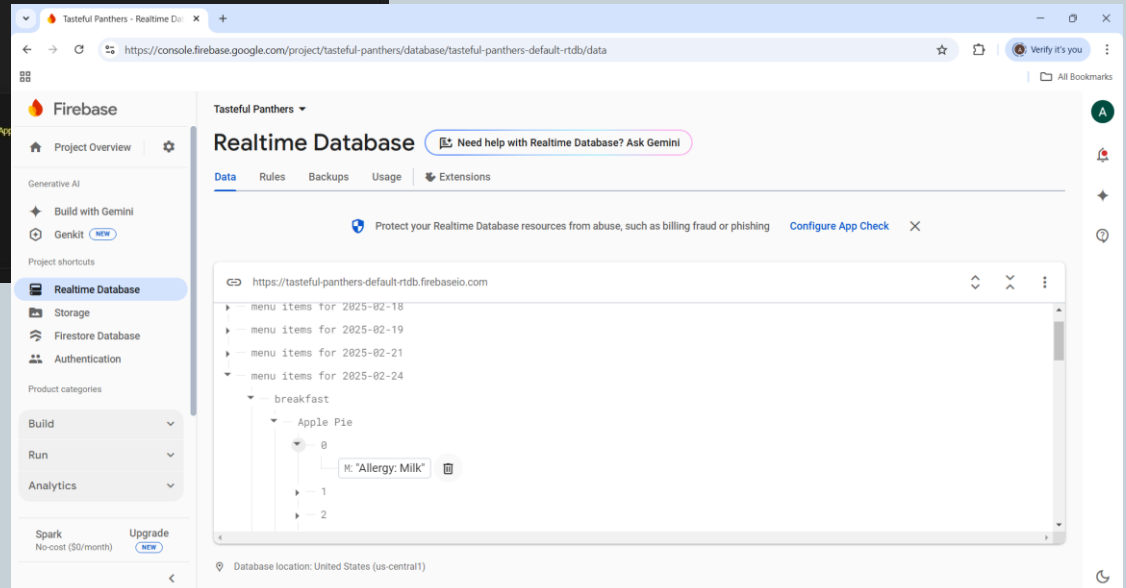 Tasteful Panthers - Realtime Dat
https://console.firebase.google.com/project/tasteful-panthers/database/tasteful-panthers-default-rtdb/data
Verify it's you
All Bookmarks
App
Firebase
Project Overview
Generative AI
Build with Gemini
Genkit NEW
Project shortcuts
Realtime Database
Storage
Firestore Database
Authentication
Product categories
Build
Run
Analytics
Spark
No-cost ($0/month)
Upgrade
NEW
Tasteful Panthers
Realtime Database
Need help with Realtime Database? Ask Gemini
Data Rules Backups Usage Extensions
Protect your Realtime Database resources from abuse, such as billing fraud or phishing Configure App Check
https://tasteful-panthers-default-rtdb.firebaseio.com
menu items for 2025-02-18
menu items for 2025-02-19
menu items for 2025-02-21
menu items for 2025-02-24
breakfast
Apple Pie
0
M: "Allergy: Milk"
1
2
Database location: United States (us-central1)
A